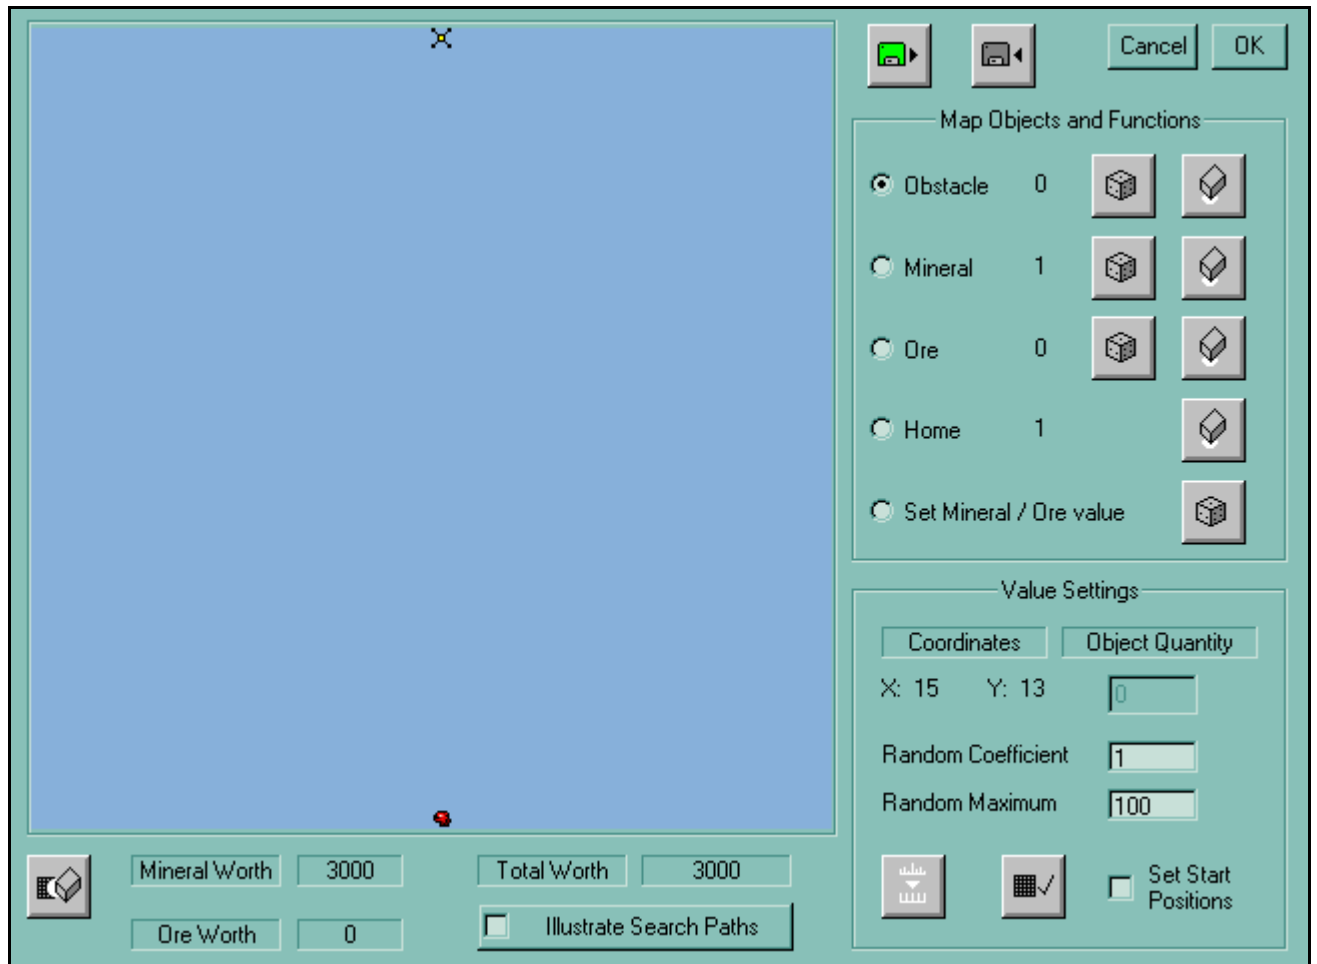 Cancel OK
Map Objects and Functions
Obstacle 0
Mineral 1
Ore 0
Home 1
Set Mineral / Ore value
Value Settings
Coordinates Object Quantity
X: 15 Y: 13 0
Random Coefficient 1
Random Maximum 100
Set Start
Positions
Mineral Worth 3000 Total Worth 3000
Ore Worth 0 Illustrate Search Paths